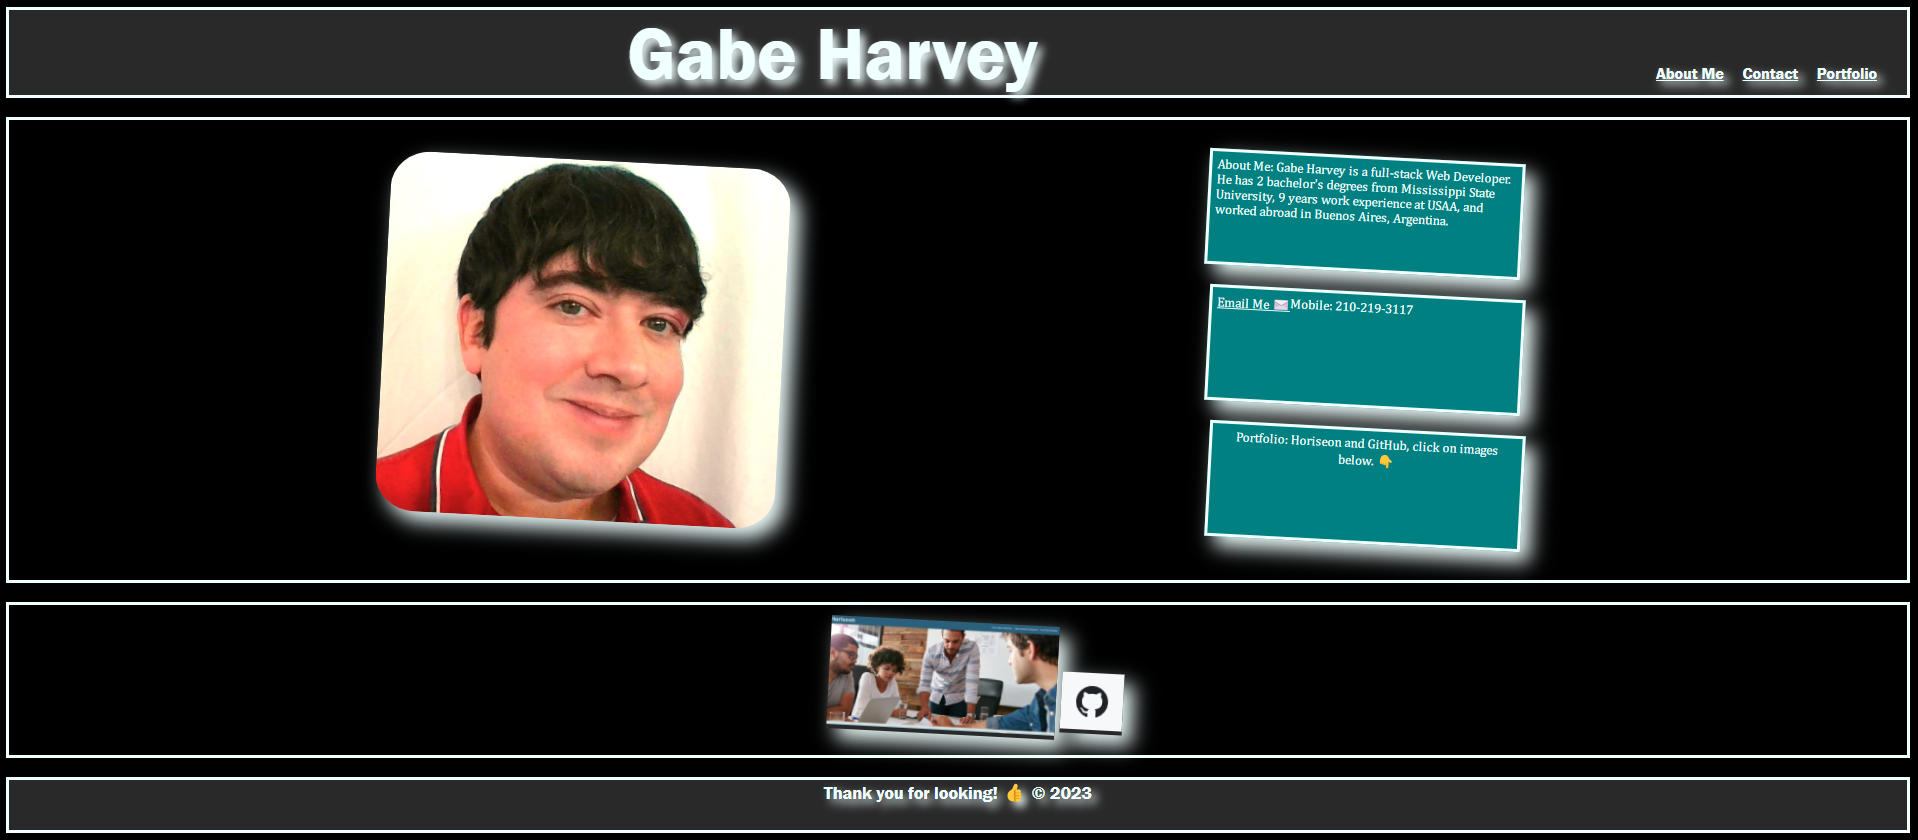 Gabe Harvey
About Me Contact Portfolio
About Me: Gabe Harvey is a full-stack Web Developer.
He has 2 bachelor's degrees from Mississippi State
University, 9 years work experience at USAA, and
worked abroad in Buenos Aires, Argentina.
Email Me ✉️ Mobile: 210-219-3117
Portfolio: Horiseon and GitHub, click on images
below. 👇
Horiseon
Thank you for looking! 👍 © 2023